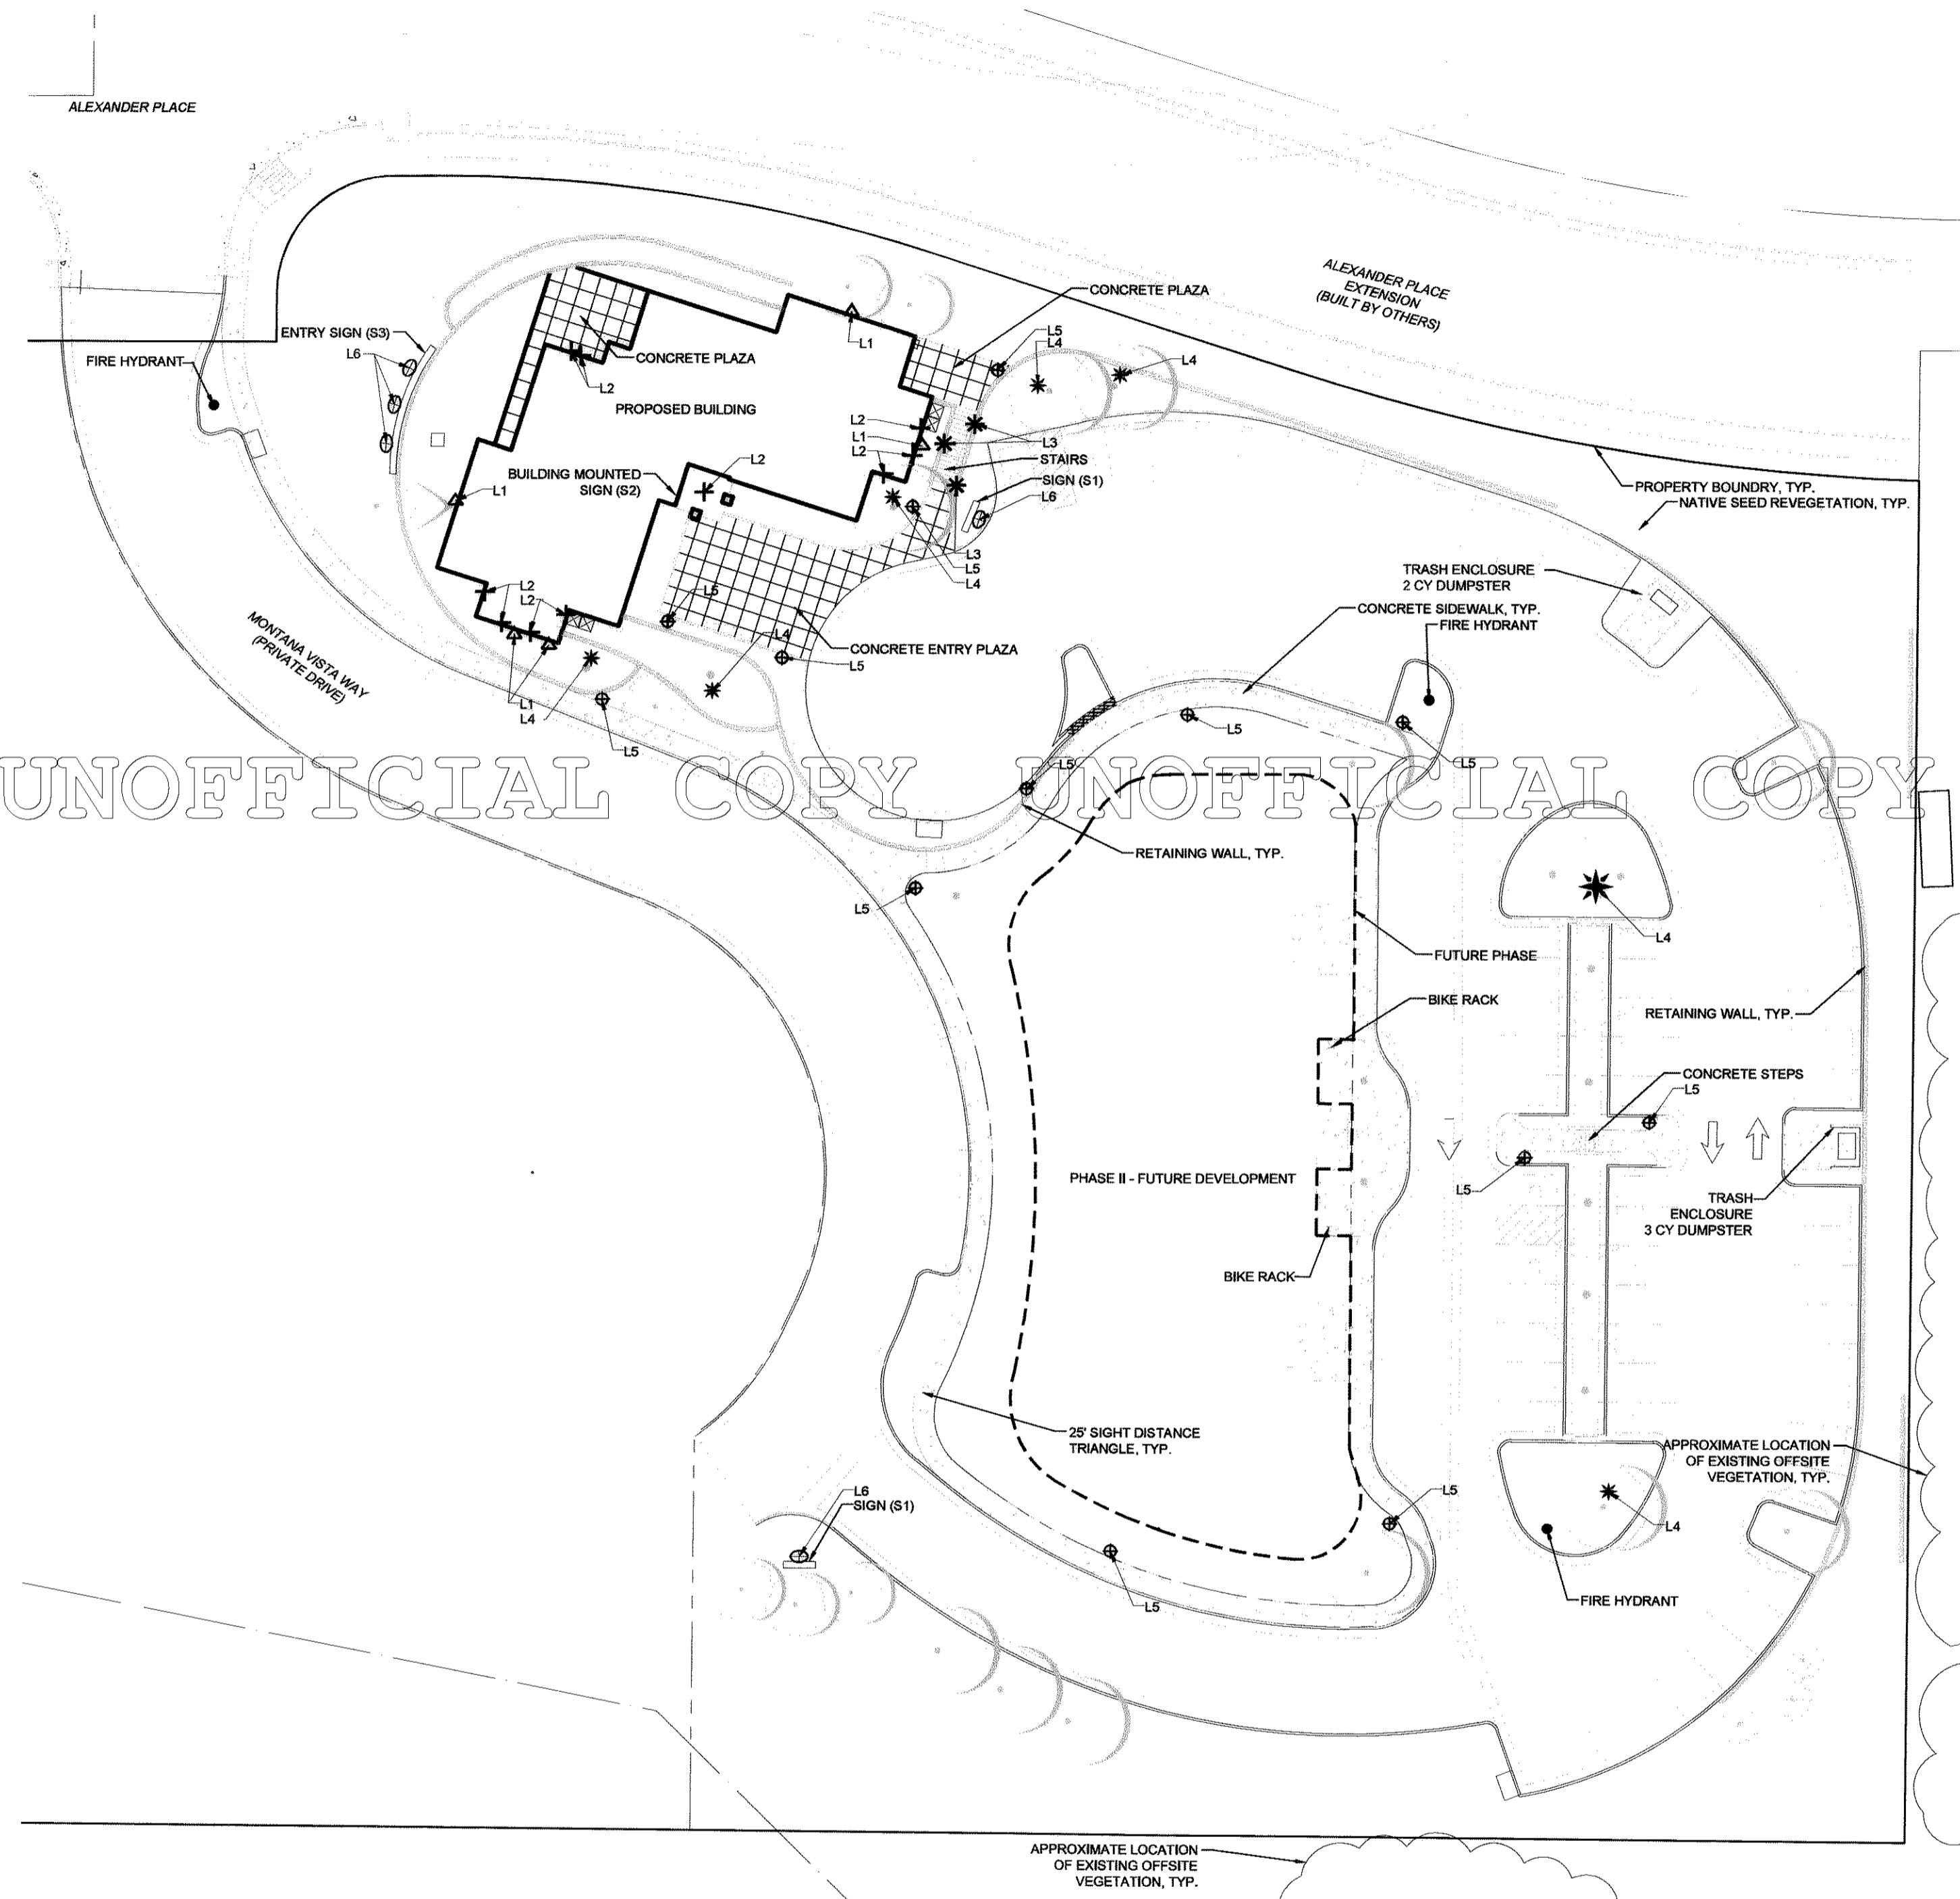 ALEXANDER PLACE
ALEXANDER PLACE
EXTENSION
(BUILT BY OTHERS)
CONCRETE PLAZA
ENTRY SIGN (S3)
L6
FIRE HYDRANT
CONCRETE PLAZA
L2
L1
L5
L4
L4
PROPOSED BUILDING
L2
L1
L2
L3
STAIRS
SIGN (S1)
L6
BUILDING MOUNTED
SIGN (S2)
L2
L1
PROPERTY BOUNDRY, TYP.
NATIVE SEED REVEGETATION, TYP.
L3
L5
L4
TRASH ENCLOSURE
2 CY DUMPSTER
CONCRETE SIDEWALK, TYP.
FIRE HYDRANT
L2
L2
L5
L4
CONCRETE ENTRY PLAZA
L5
MONTANA VISTA WAY
(PRIVATE DRIVE)
L1
L4
L5
L5
L5
L5
UNOFFICIAL COPY UNOFFICIAL COPY
RETAINING WALL, TYP.
L5
L4
FUTURE PHASE
BIKE RACK
RETAINING WALL, TYP.
CONCRETE STEPS
L5
PHASE II - FUTURE DEVELOPMENT
L5
TRASH
ENCLOSURE
3 CY DUMPSTER
BIKE RACK
25' SIGHT DISTANCE
TRIANGLE, TYP.
APPROXIMATE LOCATION
OF EXISTING OFFSITE
VEGETATION, TYP.
L6
SIGN (S1)
L5
L4
L5
FIRE HYDRANT
APPROXIMATE LOCATION
OF EXISTING OFFSITE
VEGETATION, TYP.